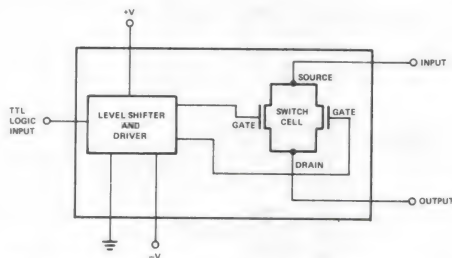 +V
INPUT
SOURCE
TTL
LOGIC
INPUT
LEVEL SHIFTER
AND
DRIVER
GATE
SWITCH
CELL
GATE
DRAIN
OUTPUT
−V